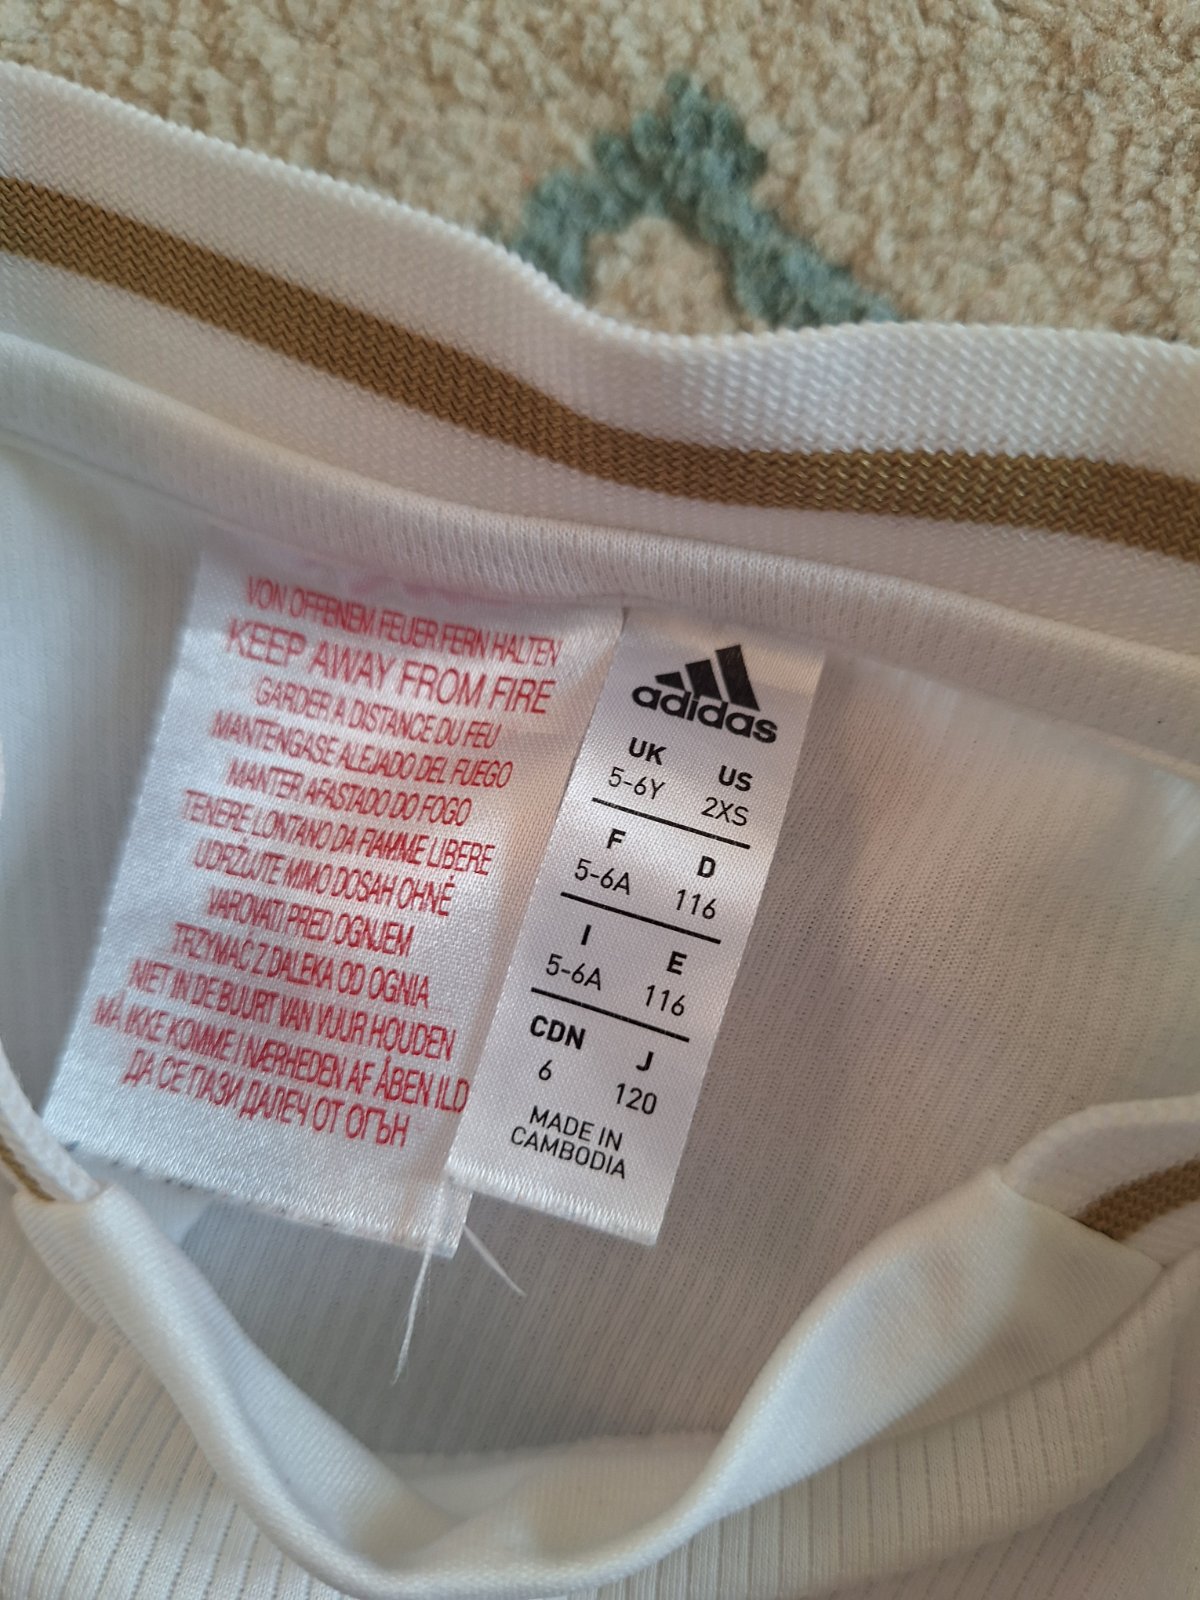 VON OFFENEM FEUER FERN HALTEN
KEEP AWAY FROM FIRE
GARDER A DISTANCE DU FEU
MANTENGASE ALEJADO DEL FUEGO
MANTER AFASTADO DO FOGO
TENERE LONTANO DA FIAMME LIBERE
UDRŽUJTE MIMO DOSAH OHNĚ
VAROVATI PRED OGNJEM
TRZYMAĆ Z DALEKA OD OGNIA
NIET IN DE BUURT VAN VUUR HOUDEN
MÅ IKKE KOMME I NÆRHEDEN AF ÅBEN ILD
ДА СЕ ПАЗИ ДАЛЕЧ ОТ ОГЪН
adidas
UK US
5-6Y 2XS
F D
5-6A 116
I E
5-6A 116
CDN J
6 120
MADE IN
CAMBODIA